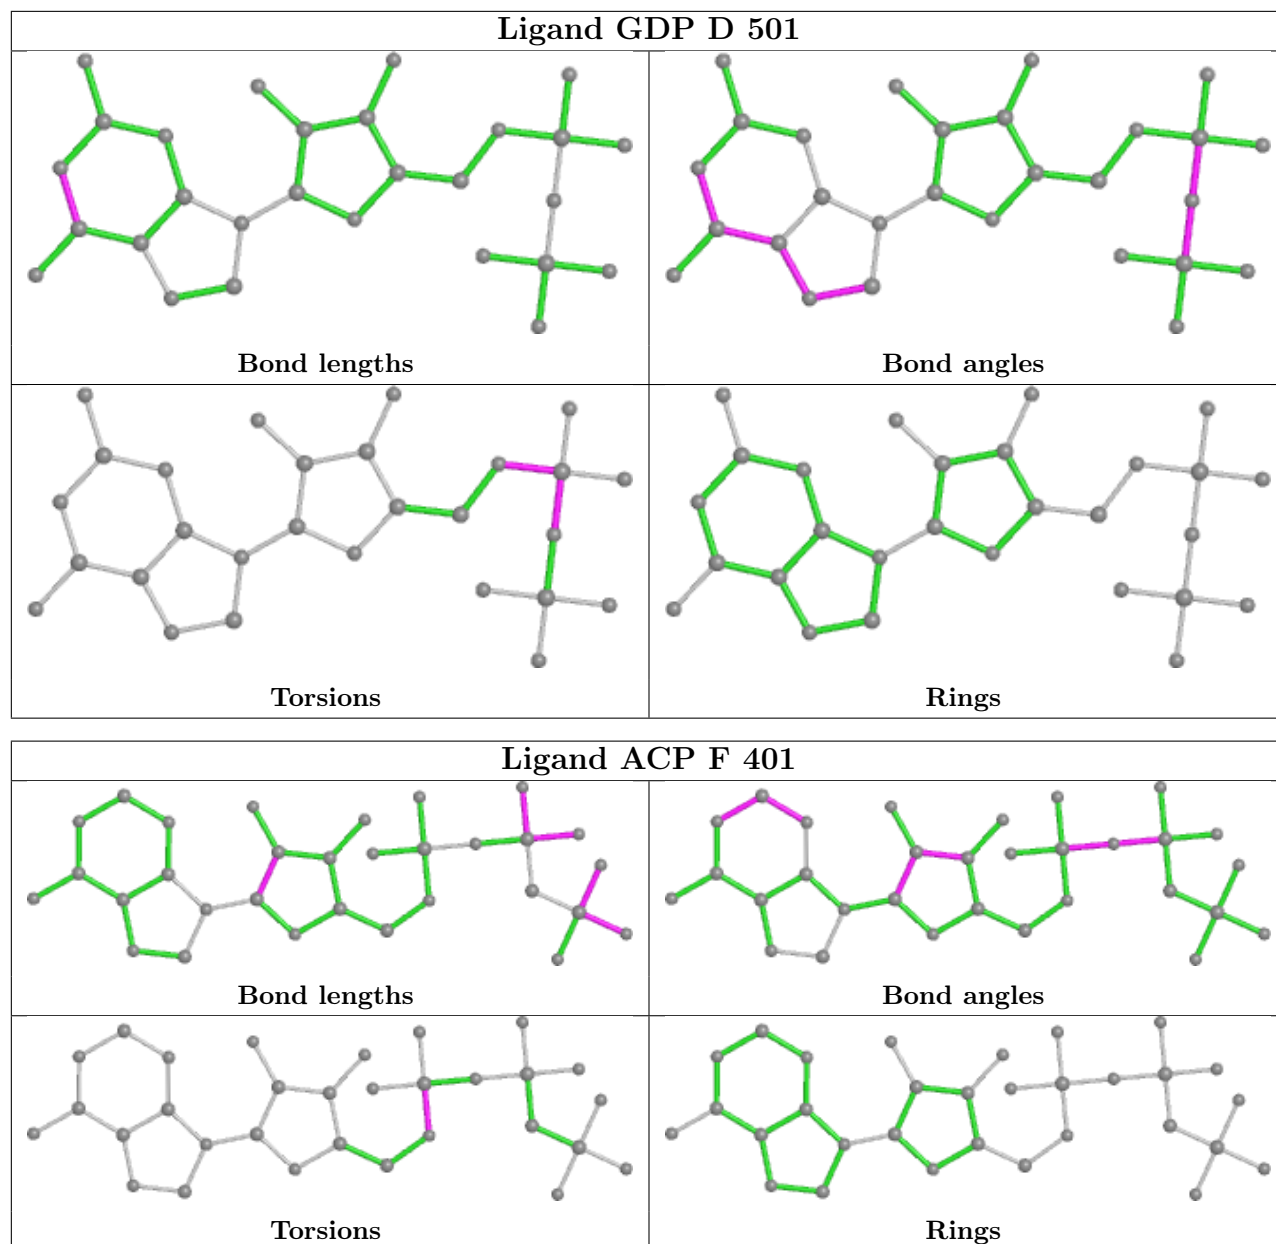 Ligand GDP D 501
Bond lengths
Bond angles
Torsions
Rings
Ligand ACP F 401
Bond lengths
Bond angles
Torsions
Rings